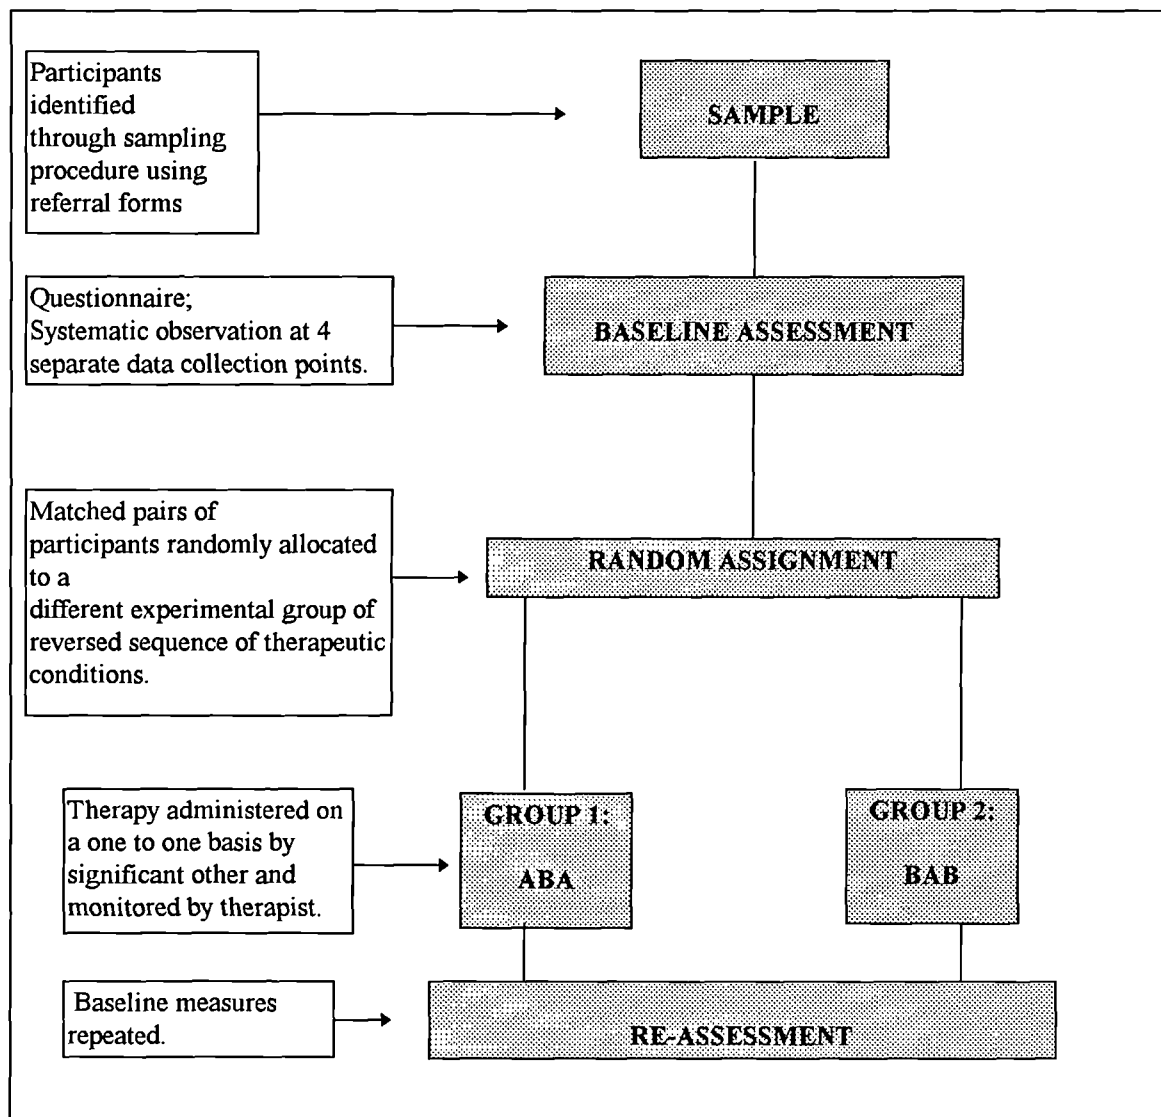 Participants
identified
through sampling
procedure using
referral forms
SAMPLE
Questionnaire;
Systematic observation at 4
separate data collection points.
BASELINE ASSESSMENT
Matched pairs of
participants randomly allocated
to a
different experimental group of
reversed sequence of therapeutic
conditions.
RANDOM ASSIGNMENT
Therapy administered on
a one to one basis by
significant other and
monitored by therapist.
GROUP 1:
ABA
GROUP 2:
BAB
Baseline measures
repeated.
RE-ASSESSMENT